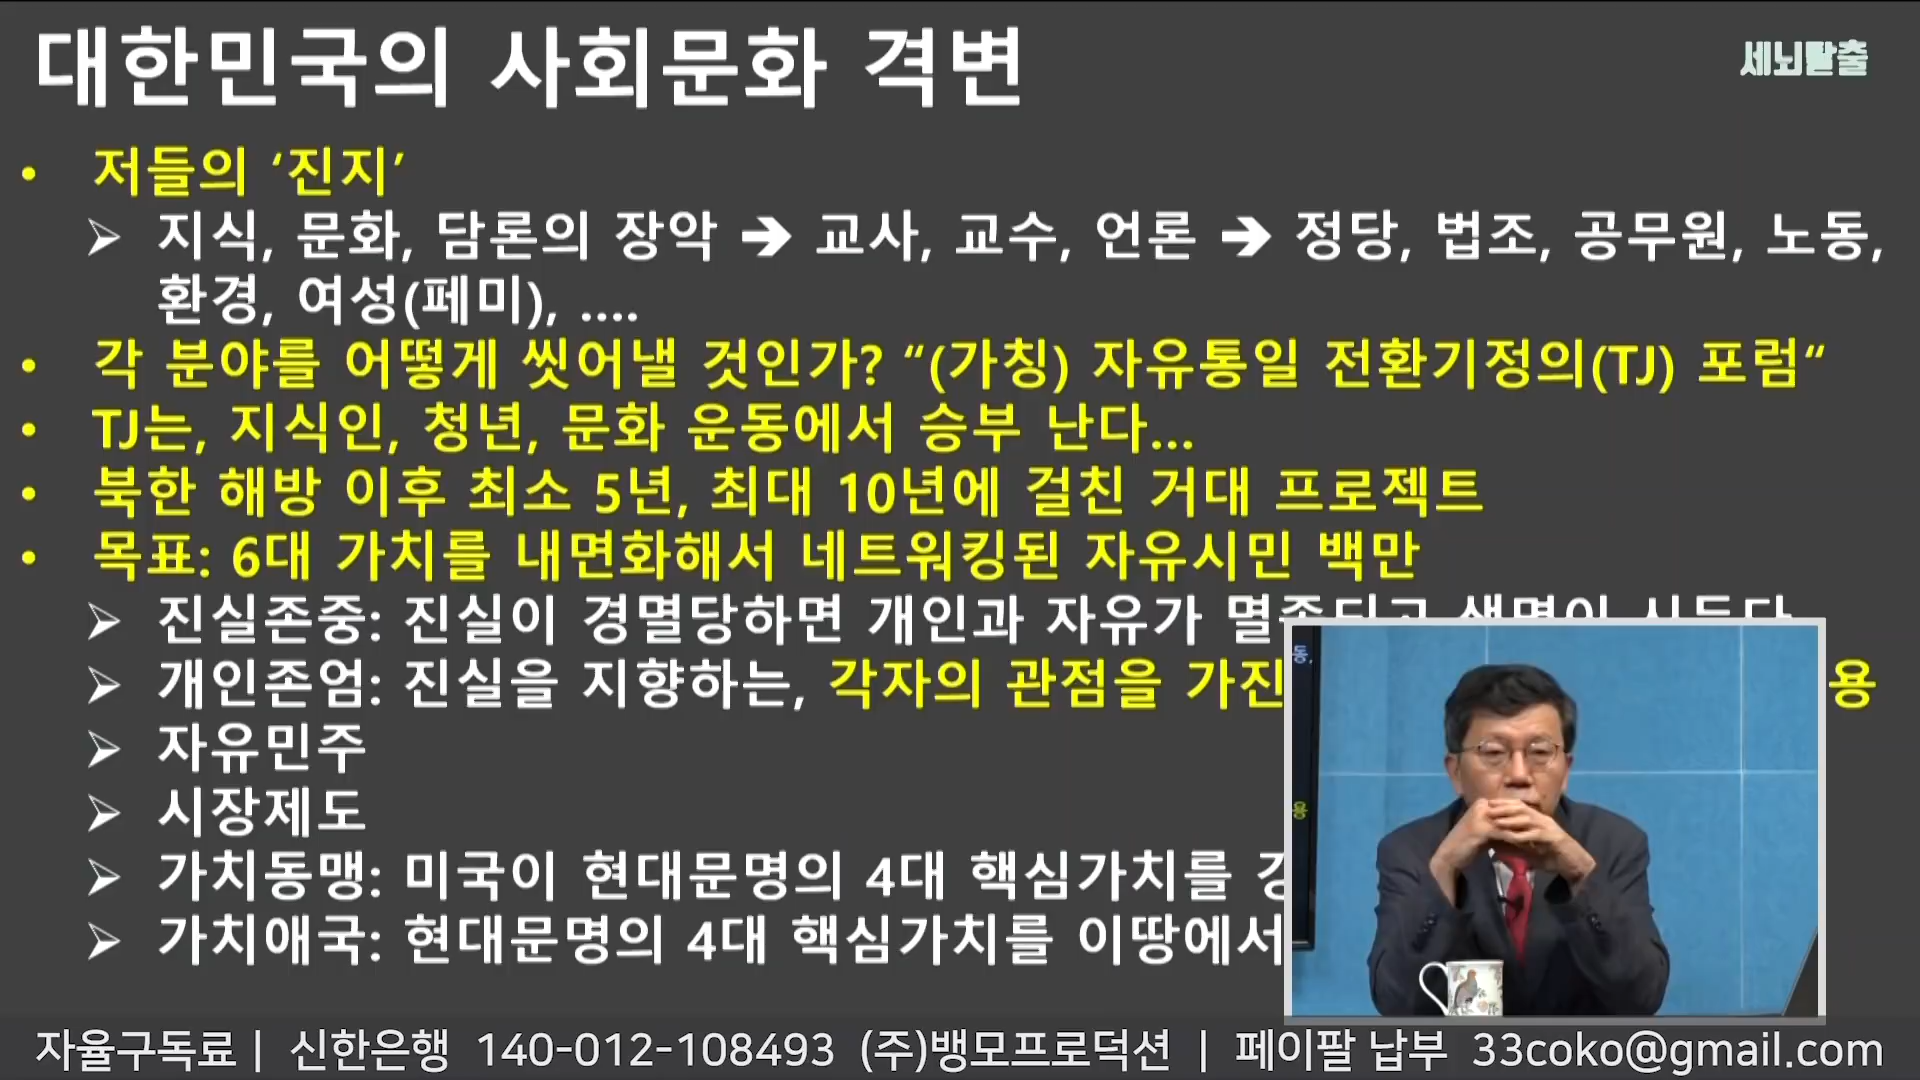 대한민국의 사회문화 격변
세뇌탈출
• 저들의 ‘진지’
➢ 지식, 문화, 담론의 장악 ➔ 교사, 교수, 언론 ➔ 정당, 법조, 공무원, 노동,
환경, 여성(페미), ....
• 각 분야를 어떻게 씻어낼 것인가? “(가칭) 자유통일 전환기정의(TJ) 포럼“
• TJ는, 지식인, 청년, 문화 운동에서 승부 난다...
• 북한 해방 이후 최소 5년, 최대 10년에 걸친 거대 프로젝트
• 목표: 6대 가치를 내면화해서 네트워킹된 자유시민 백만
➢ 진실존중: 진실이 경멸당하면 개인과 자유가
➢ 개인존엄: 진실을 지향하는, 각자의 관점을 가진 용
➢ 자유민주
➢ 시장제도
➢ 가치동맹: 미국이 현대문명의 4대 핵심가치를
➢ 가치애국: 현대문명의 4대 핵심가치를 이땅에서
동,
용
자율구독료 | 신한은행 140-012-108493 (주)뱅모프로덕션 | 페이팔 납부 33coko@gmail.com